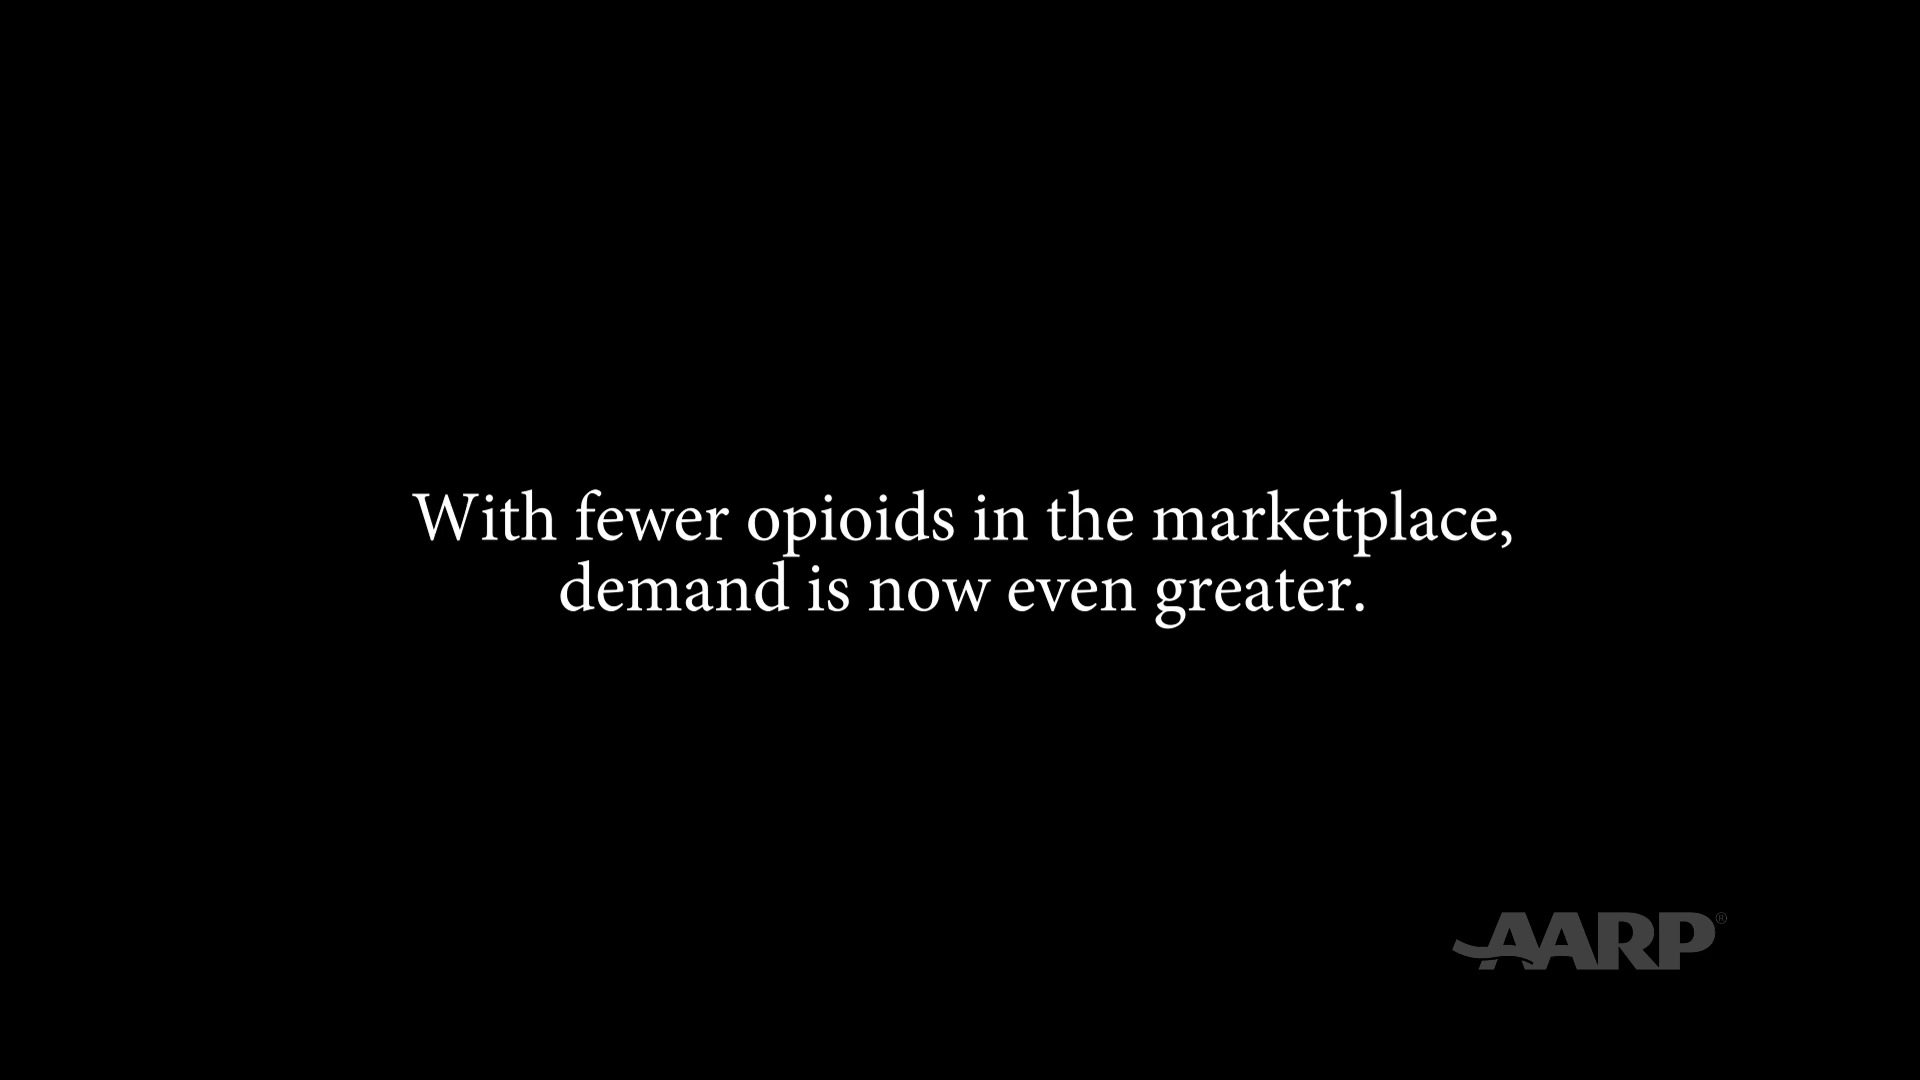 With fewer opioids in the marketplace,
demand is now even greater.
AARP®